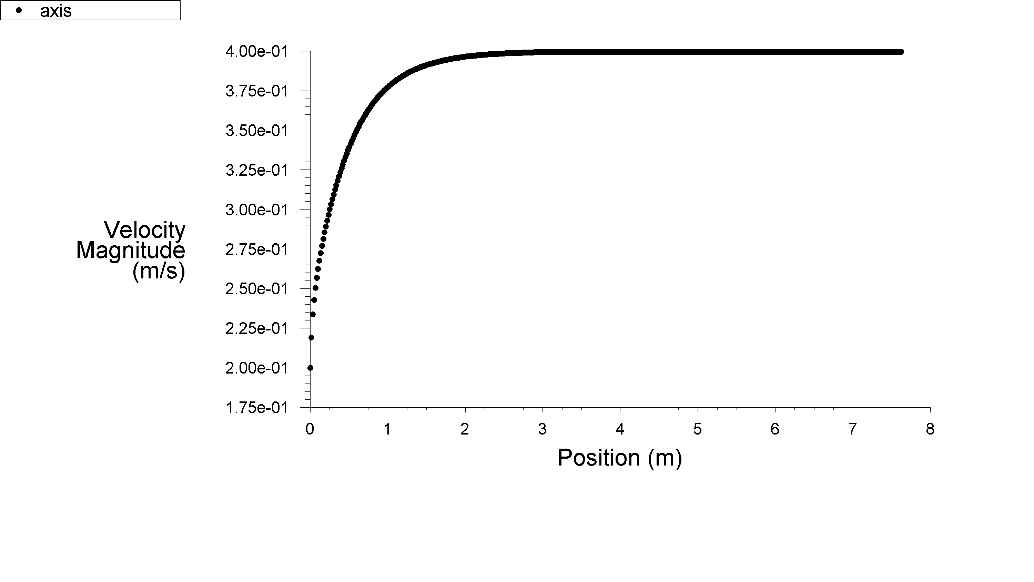 axis
4.00e-01
3.75e-01
3.50e-01
3.25e-01
3.00e-01
2.75e-01
2.50e-01
2.25e-01
2.00e-01
1.75e-01
Velocity
Magnitude
(m/s)
0 1 2 3 4 5 6 7 8
Position (m)